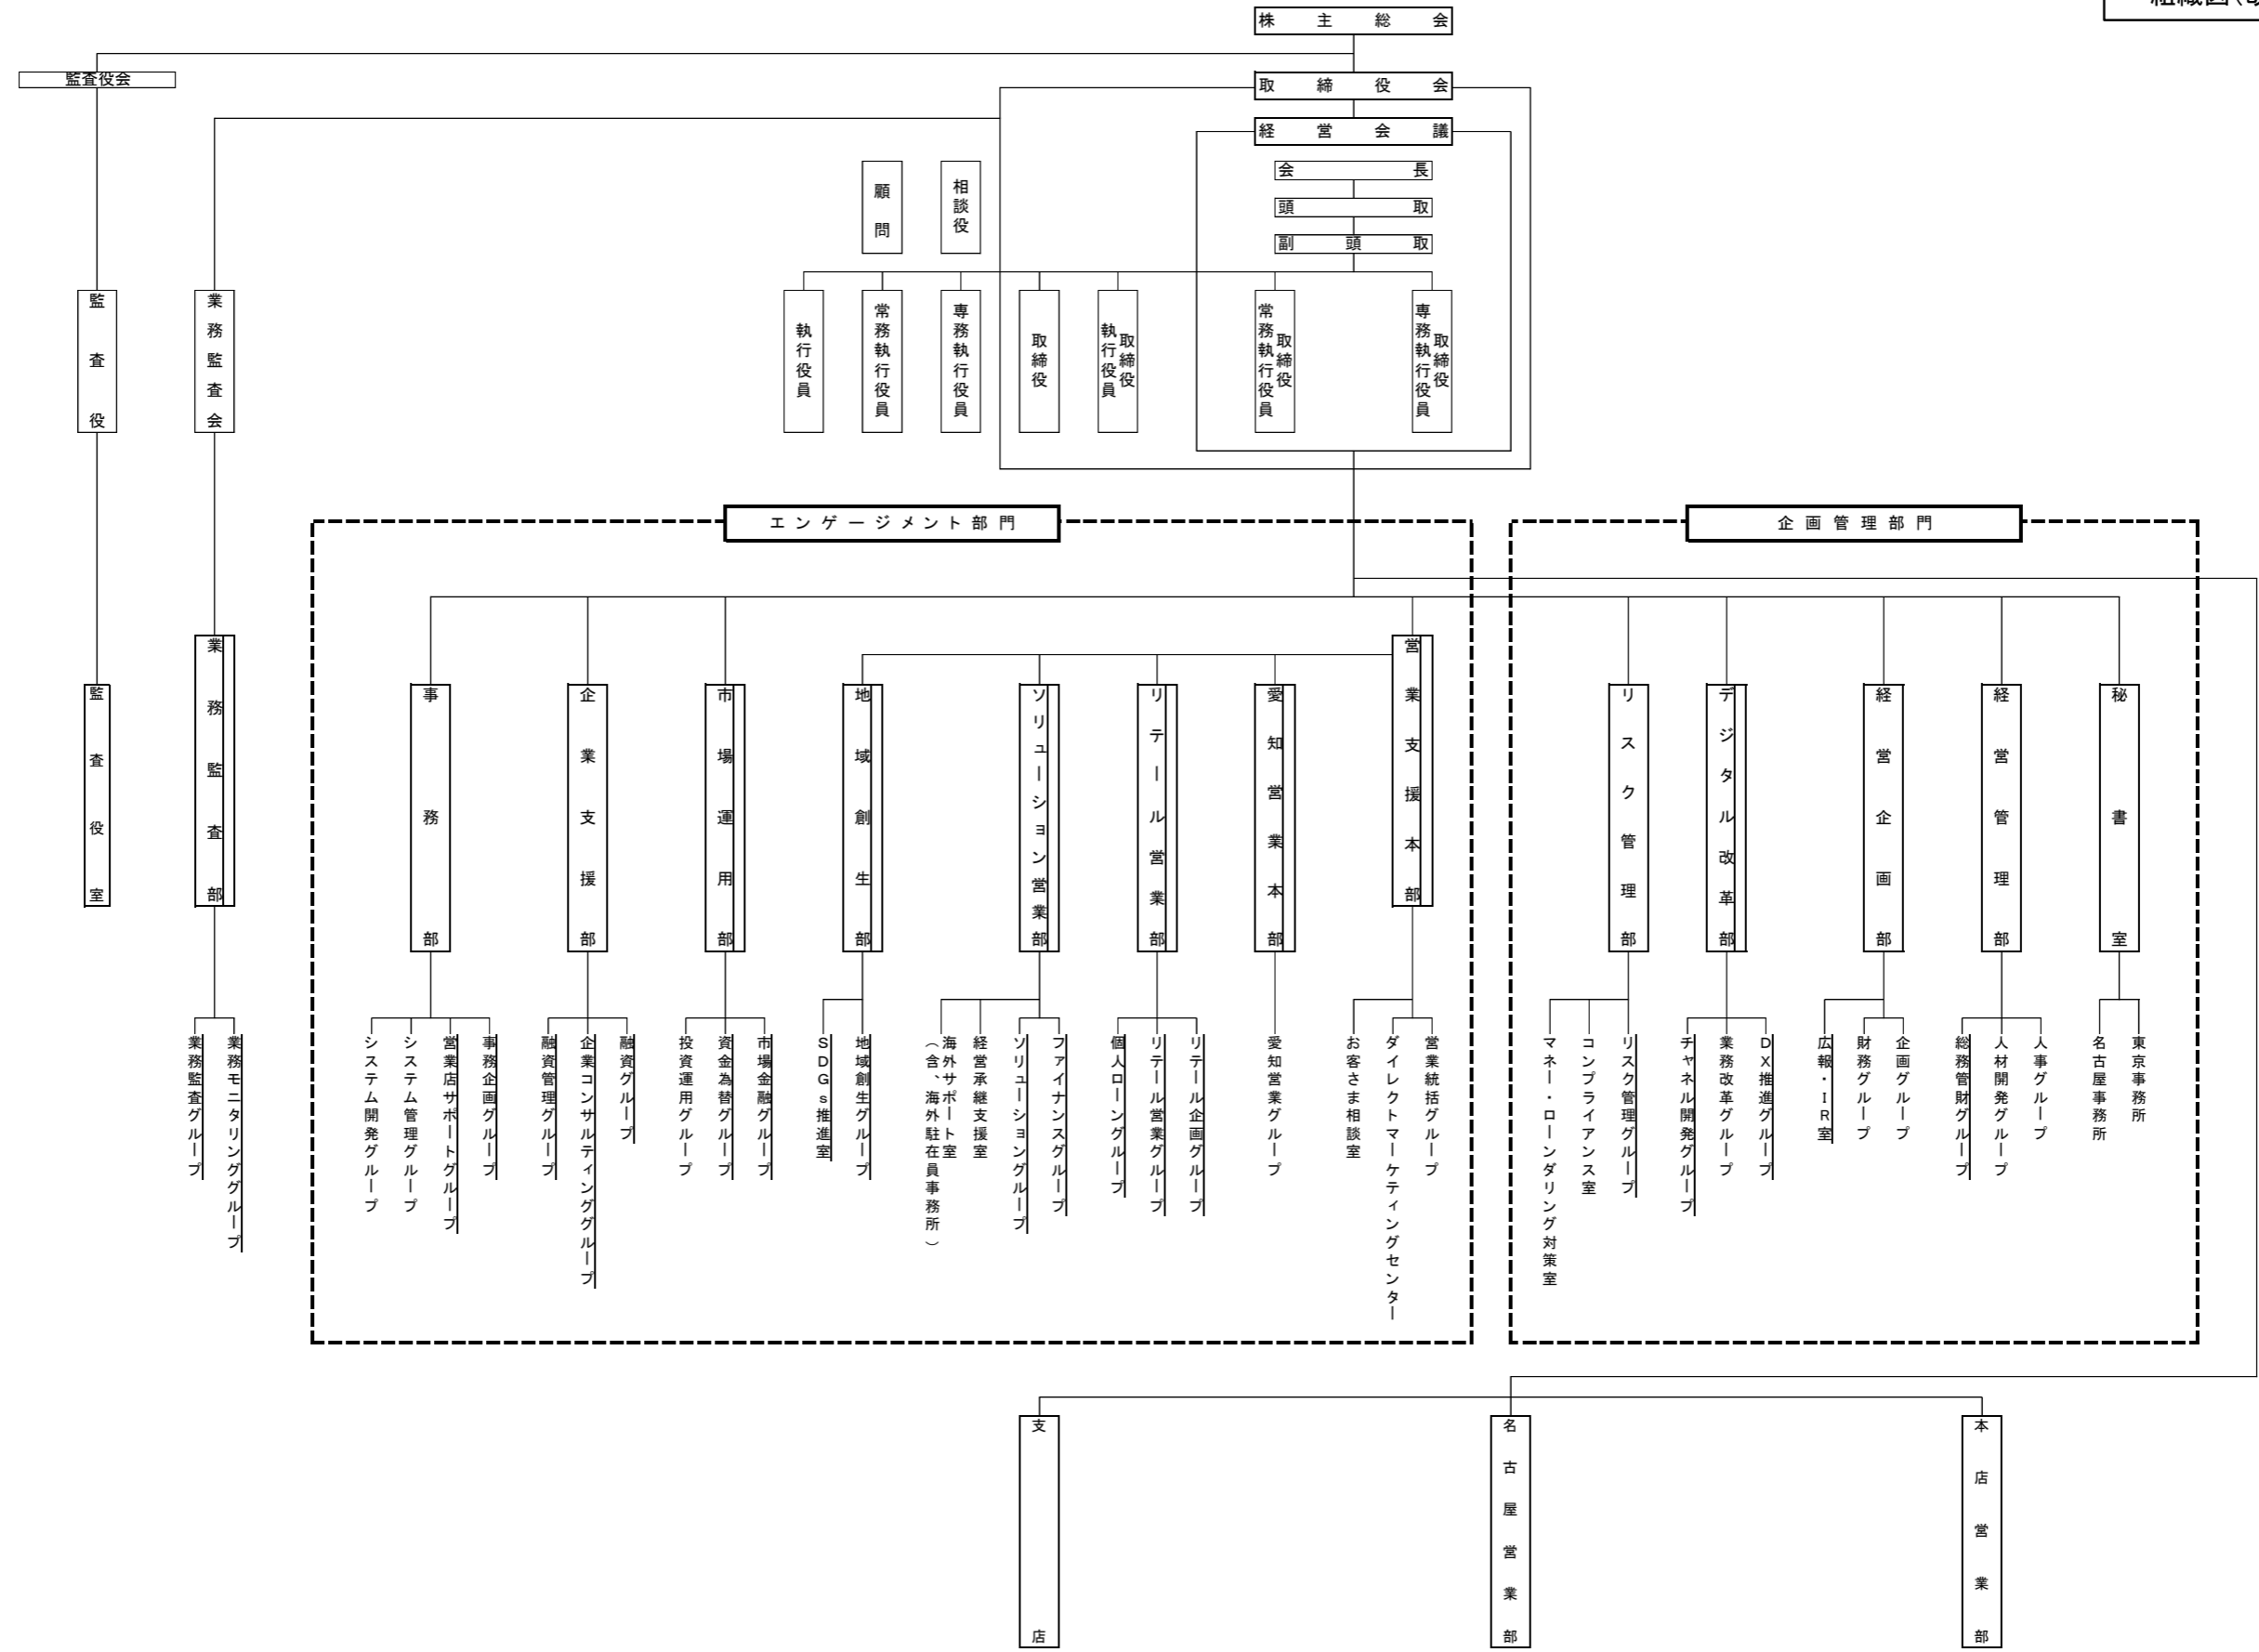 組織図（改
株主総会
監査役会
取締役会
経営会議
会長
頭取
副頭取
相談役
顧問
取締役専務執行役員
取締役常務執行役員
取締役執行役員
取締役
専務執行役員
常務執行役員
執行役員
業務監査会
監査役
エンゲージメント部門
企画管理部門
秘書室
経営管理部
経営企画部
デジタル改革部
リスク管理部
営業支援本部
愛知営業本部
リテール営業部
ソリューション営業部
地域創生部
市場運用部
企業支援部
事務部
業務監査部
監査役室
東京事務所
名古屋事務所
人事グループ
人材開発グループ
総務管財グループ
企画グループ
財務グループ
広報・ＩＲ室
ＤＸ推進グループ
業務改革グループ
チャネル開発グループ
リスク管理グループ
コンプライアンス室
マネー・ローンダリング対策室
営業統括グループ
ダイレクトマーケティングセンター
お客さま相談室
愛知営業グループ
リテール企画グループ
リテール営業グループ
個人ローングループ
ファイナンスグループ
ソリューショングループ
経営承継支援室
海外サポート室
（含、海外駐在員事務所）
地域創生グループ
ＳＤＧｓ推進室
市場金融グループ
資金為替グループ
投資運用グループ
融資グループ
企業コンサルティンググループ
融資管理グループ
事務企画グループ
営業店サポートグループ
システム管理グループ
システム開発グループ
業務モニタリンググループ
業務監査グループ
本店営業部
名古屋営業部
支店